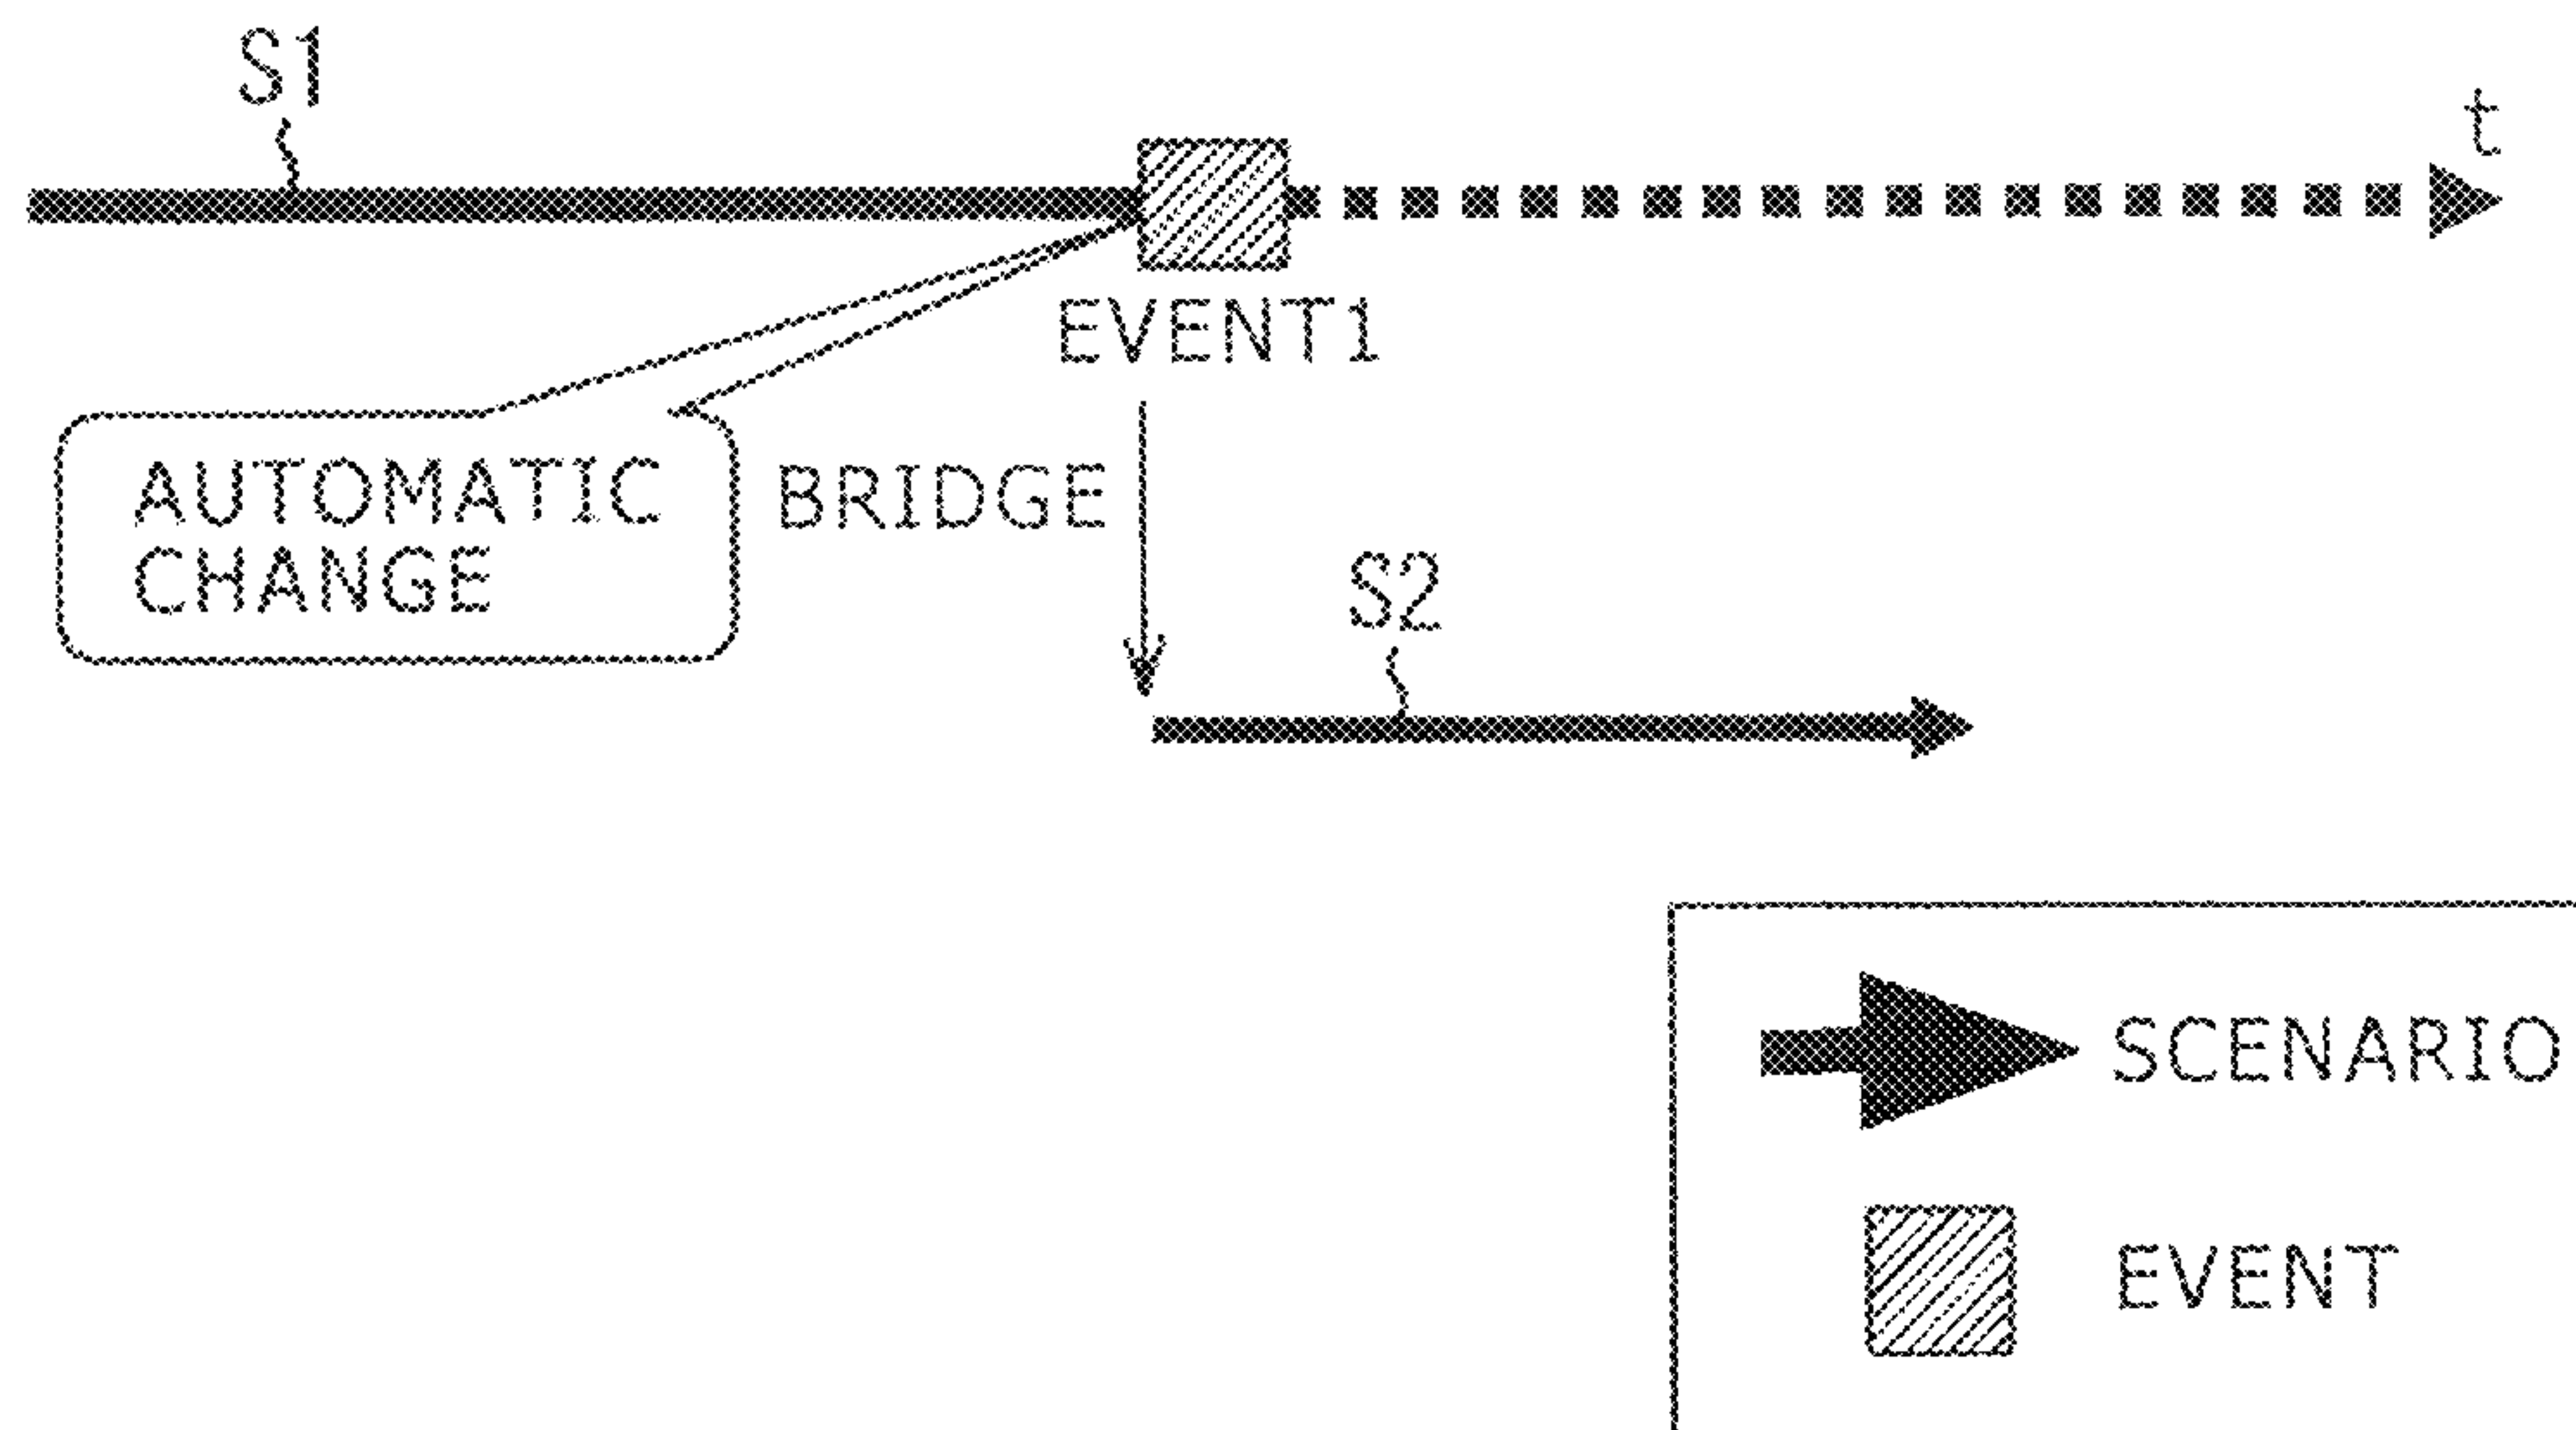 S1
t
EVENT1
AUTOMATIC
CHANGE
BRIDGE
S2
SCENARIO
EVENT